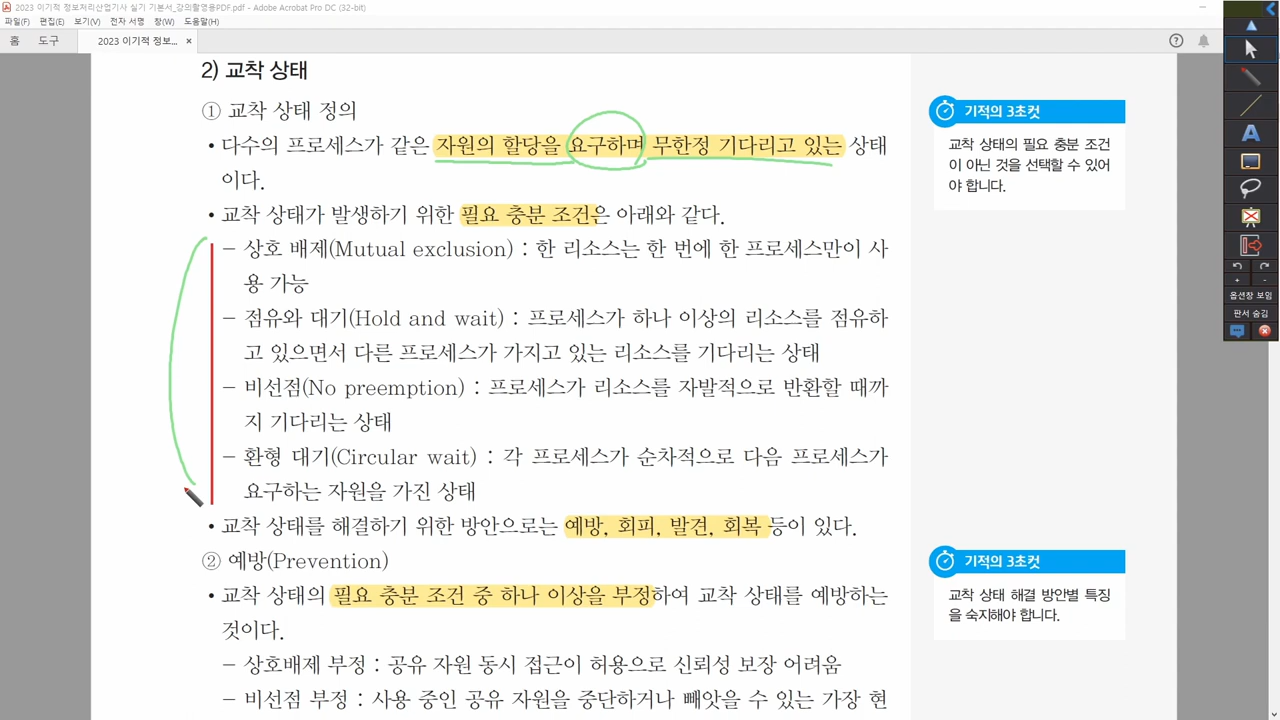 2023 이기적 정보처리산업기사 실기 기본서_강의촬영용PDF.pdf - Adobe Acrobat Pro DC (32-bit)
파일(F) 편집(E) 보기(V) 전자 서명 창(W) 도움말(H)
홈 도구 2023 이기적 정보... ×
2) 교착 상태
① 교착 상태 정의
• 다수의 프로세스가 같은 자원의 할당을 요구하며 무한정 기다리고 있는 상태
이다.
• 교착 상태가 발생하기 위한 필요 충분 조건은 아래와 같다.
– 상호 배제(Mutual exclusion) : 한 리소스는 한 번에 한 프로세스만이 사
용 가능
– 점유와 대기(Hold and wait) : 프로세스가 하나 이상의 리소스를 점유하
고 있으면서 다른 프로세스가 가지고 있는 리소스를 기다리는 상태
– 비선점(No preemption) : 프로세스가 리소스를 자발적으로 반환할 때까
지 기다리는 상태
– 환형 대기(Circular wait) : 각 프로세스가 순차적으로 다음 프로세스가
요구하는 자원을 가진 상태
• 교착 상태를 해결하기 위한 방안으로는 예방, 회피, 발견, 회복 등이 있다.
② 예방(Prevention)
• 교착 상태의 필요 충분 조건 중 하나 이상을 부정하여 교착 상태를 예방하는
것이다.
– 상호배제 부정 : 공유 자원 동시 접근이 허용으로 신뢰성 보장 어려움
– 비선점 부정 : 사용 중인 공유 자원을 중단하거나 빼앗을 수 있는 가장 현
기적의 3초컷
교착 상태의 필요 충분 조건
이 아닌 것을 선택할 수 있어
야 합니다.
기적의 3초컷
교착 상태 해결 방안별 특징
을 숙지해야 합니다.
A
+ -
옵션창 보임
판서 숨김